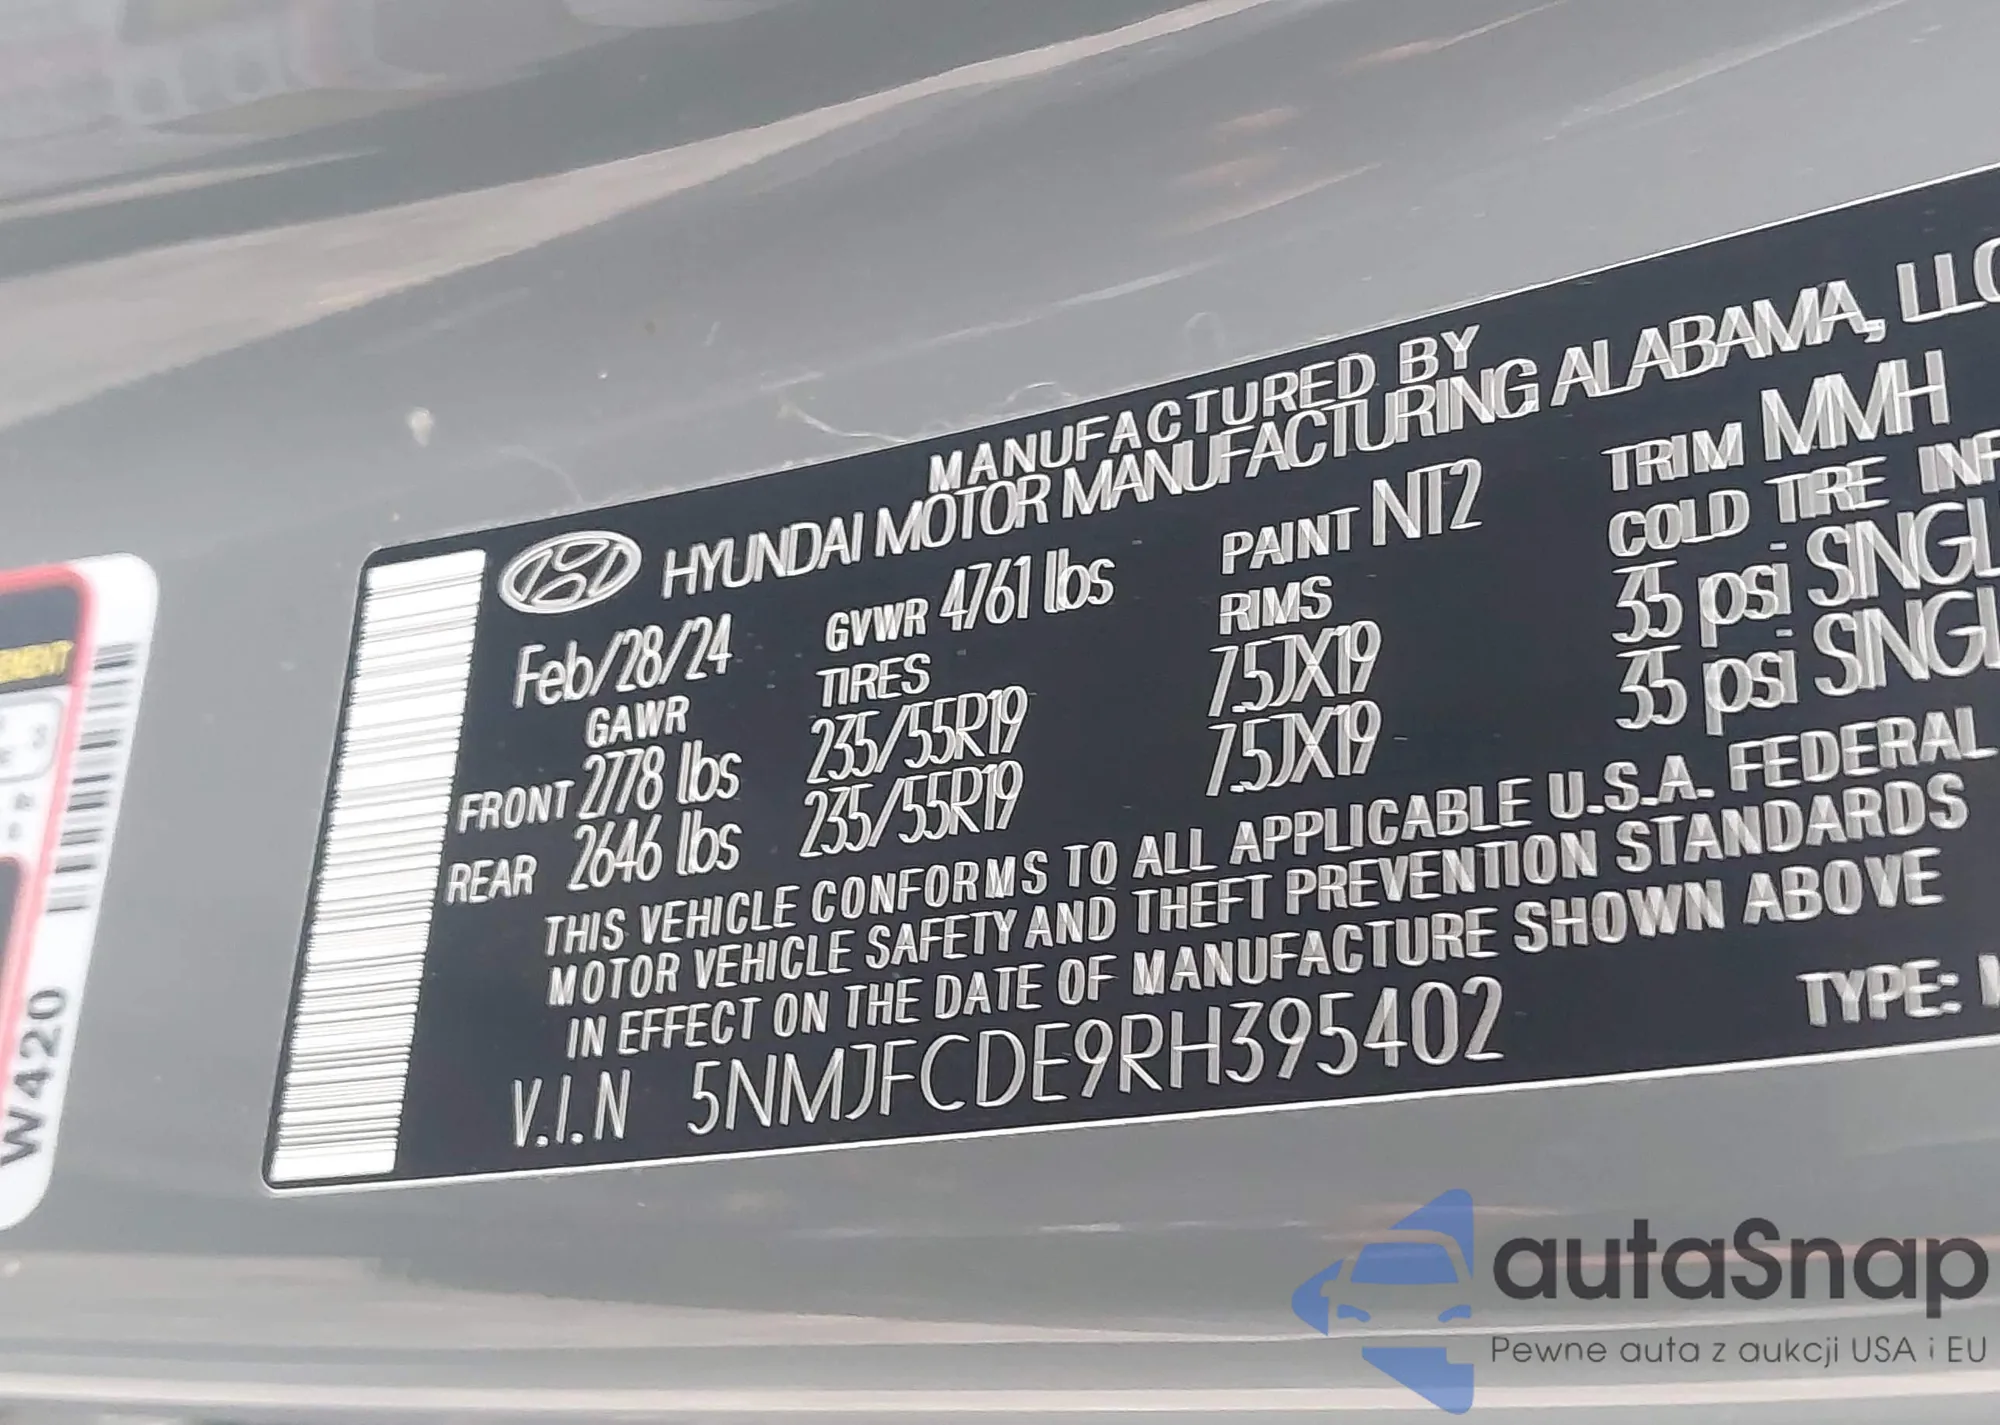 MANUFACTURED BY
HYUNDAI MOTOR MANUFACTURING ALABAMA, LLC
Feb/28/24 GVWR 4761 lbs PAINT NT2 TRIM MMH
GAWR TIRES RIMS COLD TIRE INF
FRONT 2778 lbs 235/55R19 7.5JX19 35 psi SINGL
REAR 2646 lbs 235/55R19 7.5JX19 35 psi SINGL
THIS VEHICLE CONFORMS TO ALL APPLICABLE U.S.A. FEDERAL
MOTOR VEHICLE SAFETY AND THEFT PREVENTION STANDARDS
IN EFFECT ON THE DATE OF MANUFACTURE SHOWN ABOVE
V.I.N 5NMJFCDE9RH395402 TYPE:
W420
autaSnap
Pewne auta z aukcji USA i EU